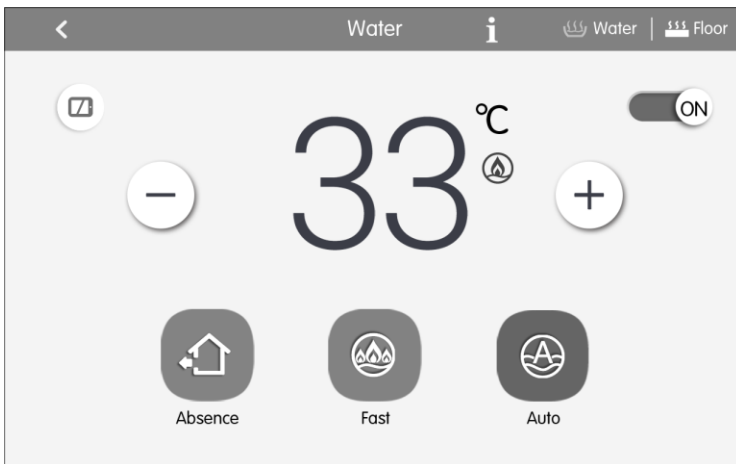 Water i Water Floor
ON
33 °C
A
Absence Fast Auto